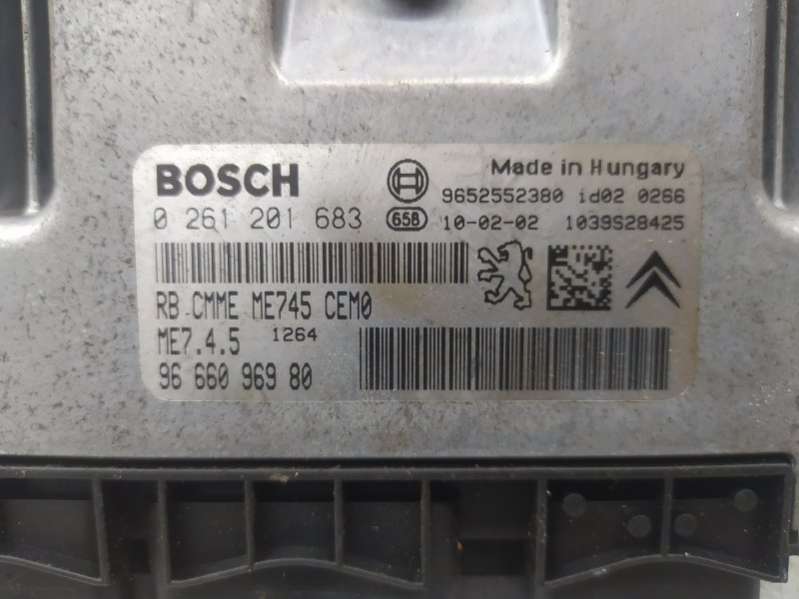 BOSCH
Made in Hungary
9652552380 id02 0266
0 261 201 683
658
10-02-02 1039S28425
RB CMME ME745 CEM0
ME7.4.5 1264
96 660 969 80